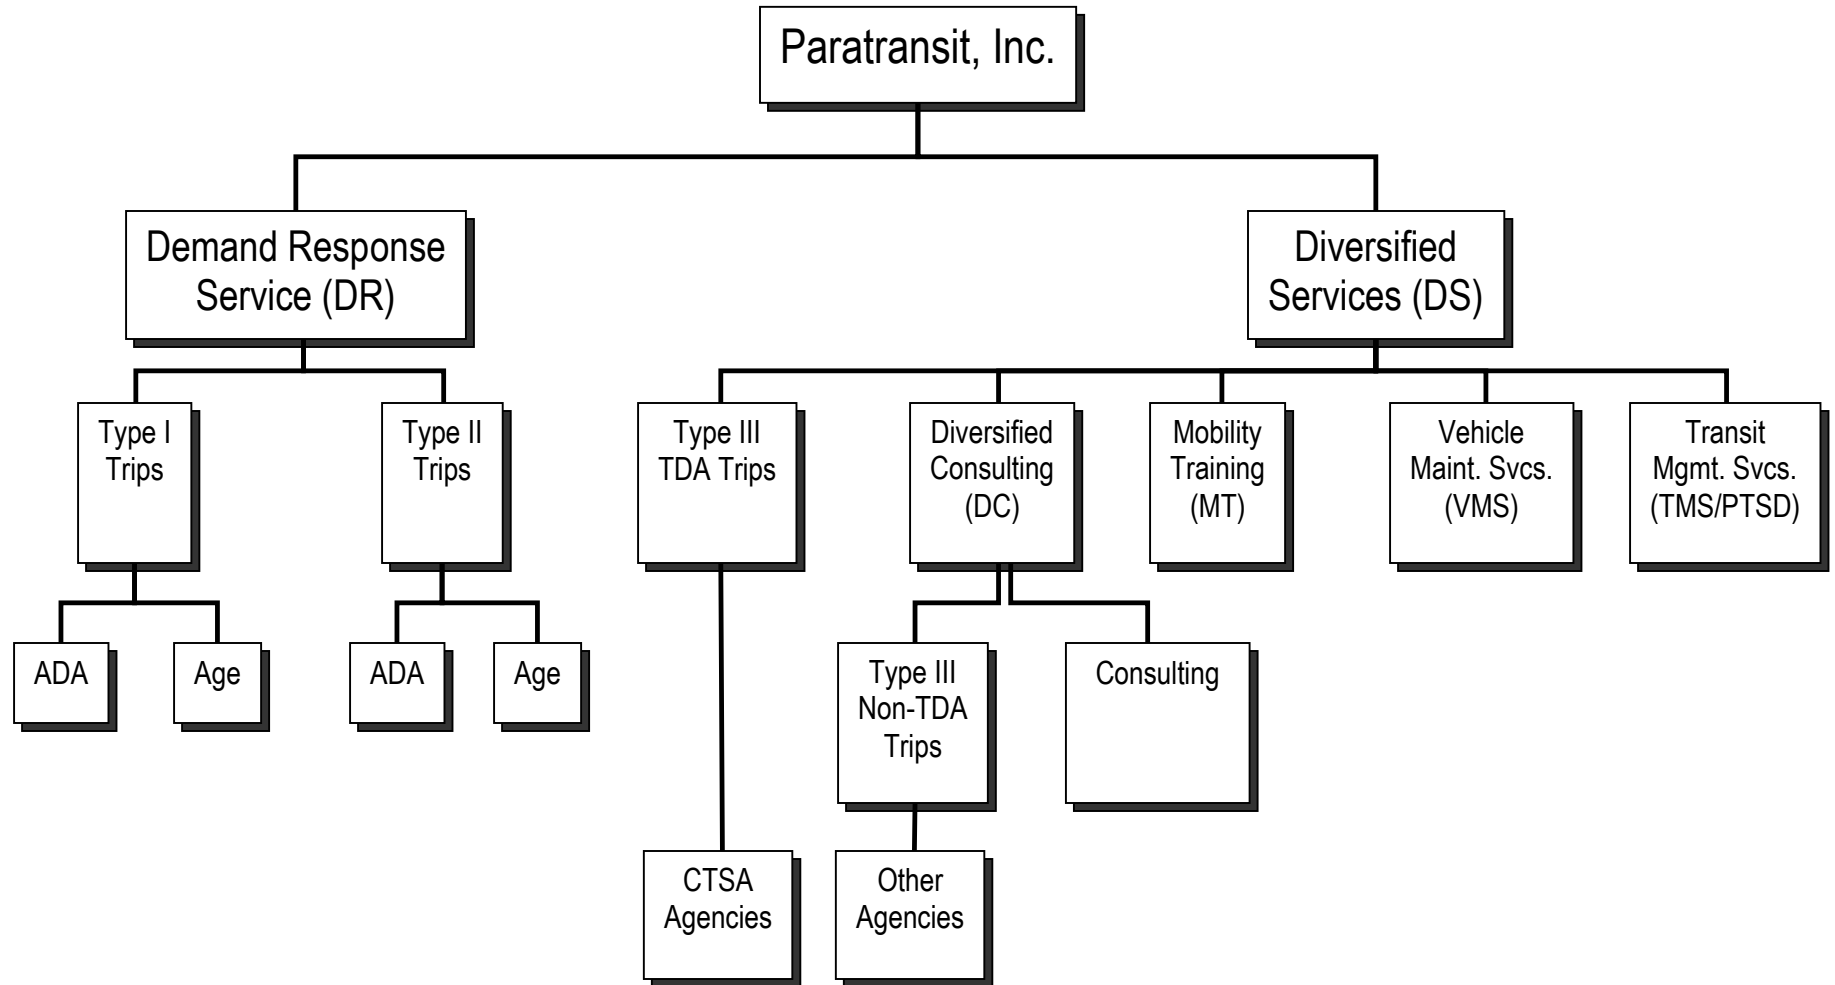 Paratransit, Inc.
Demand Response
Service (DR)
Diversified
Services (DS)
Type I
Trips
Type II
Trips
Type III
TDA Trips
Diversified
Consulting
(DC)
Mobility
Training
(MT)
Vehicle
Maint. Svcs.
(VMS)
Transit
Mgmt. Svcs.
(TMS/PTSD)
ADA
Age
ADA
Age
Type III
Non-TDA
Trips
Consulting
CTSA
Agencies
Other
Agencies